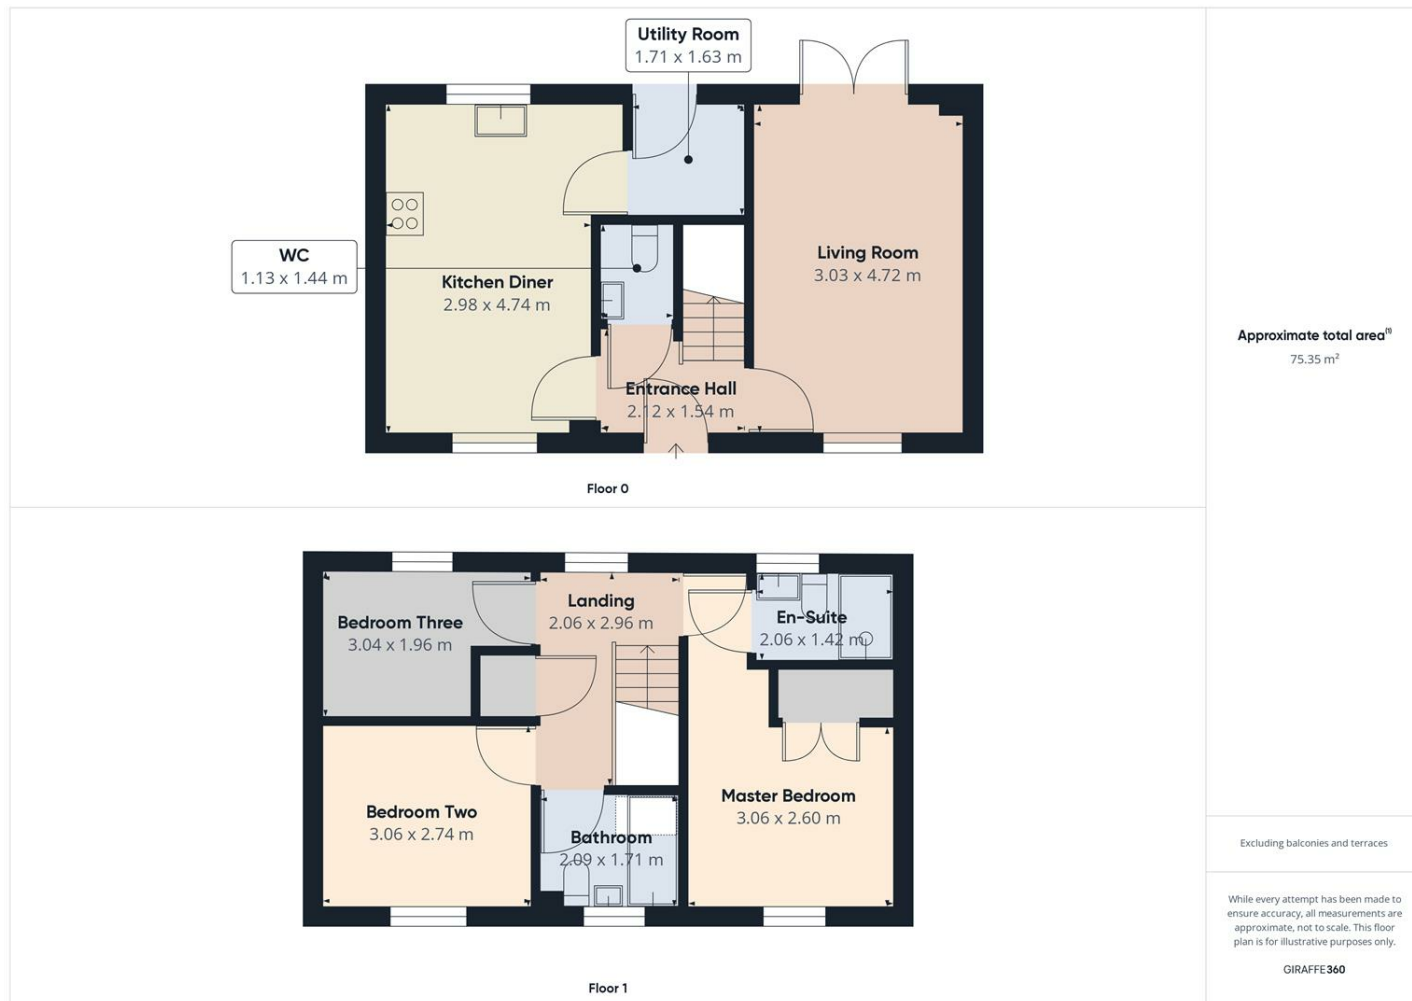 Utility Room
1.71 x 1.63 m
WC
1.13 x 1.44 m
Kitchen Diner
2.98 x 4.74 m
Living Room
3.03 x 4.72 m
Entrance Hall
2.12 x 1.54 m
Floor 0
Approximate total area(1)
75.35 m²
Landing
2.06 x 2.96 m
Bedroom Three
3.04 x 1.96 m
En-Suite
2.06 x 1.42 m
Bedroom Two
3.06 x 2.74 m
Master Bedroom
3.06 x 2.60 m
Bathroom
2.09 x 1.71 m
Floor 1
Excluding balconies and terraces
While every attempt has been made to
ensure accuracy, all measurements are
approximate, not to scale. This floor
plan is for illustrative purposes only.
GIRAFFE360